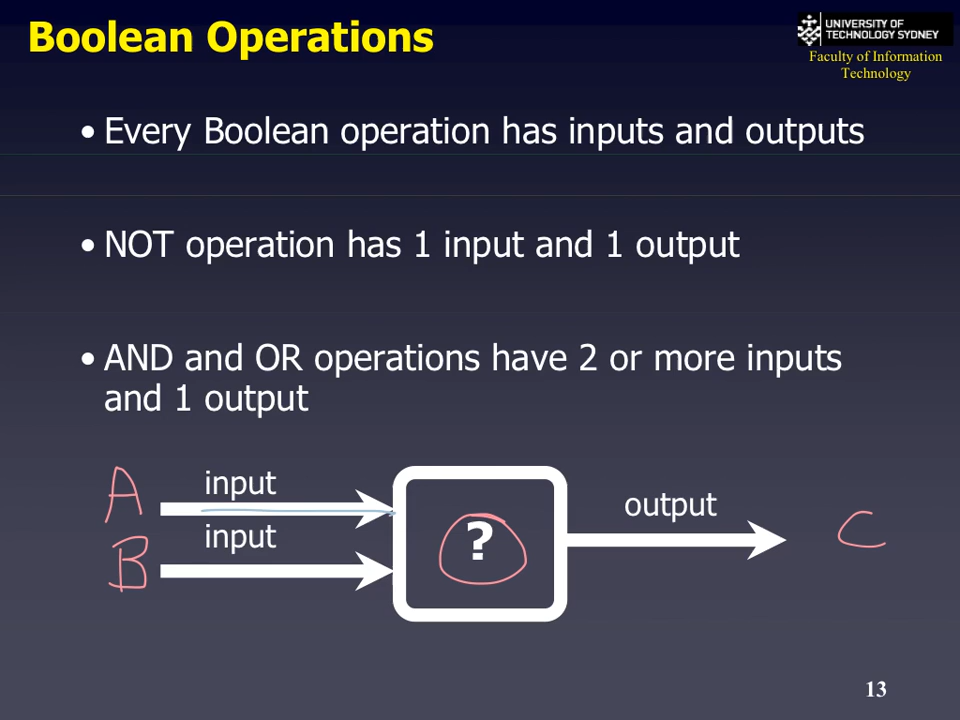 Boolean Operations
UNIVERSITY OF
TECHNOLOGY SYDNEY
Faculty of Information
Technology
• Every Boolean operation has inputs and outputs
• NOT operation has 1 input and 1 output
• AND and OR operations have 2 or more inputs
and 1 output
A
input
B
input
?
output
C
13